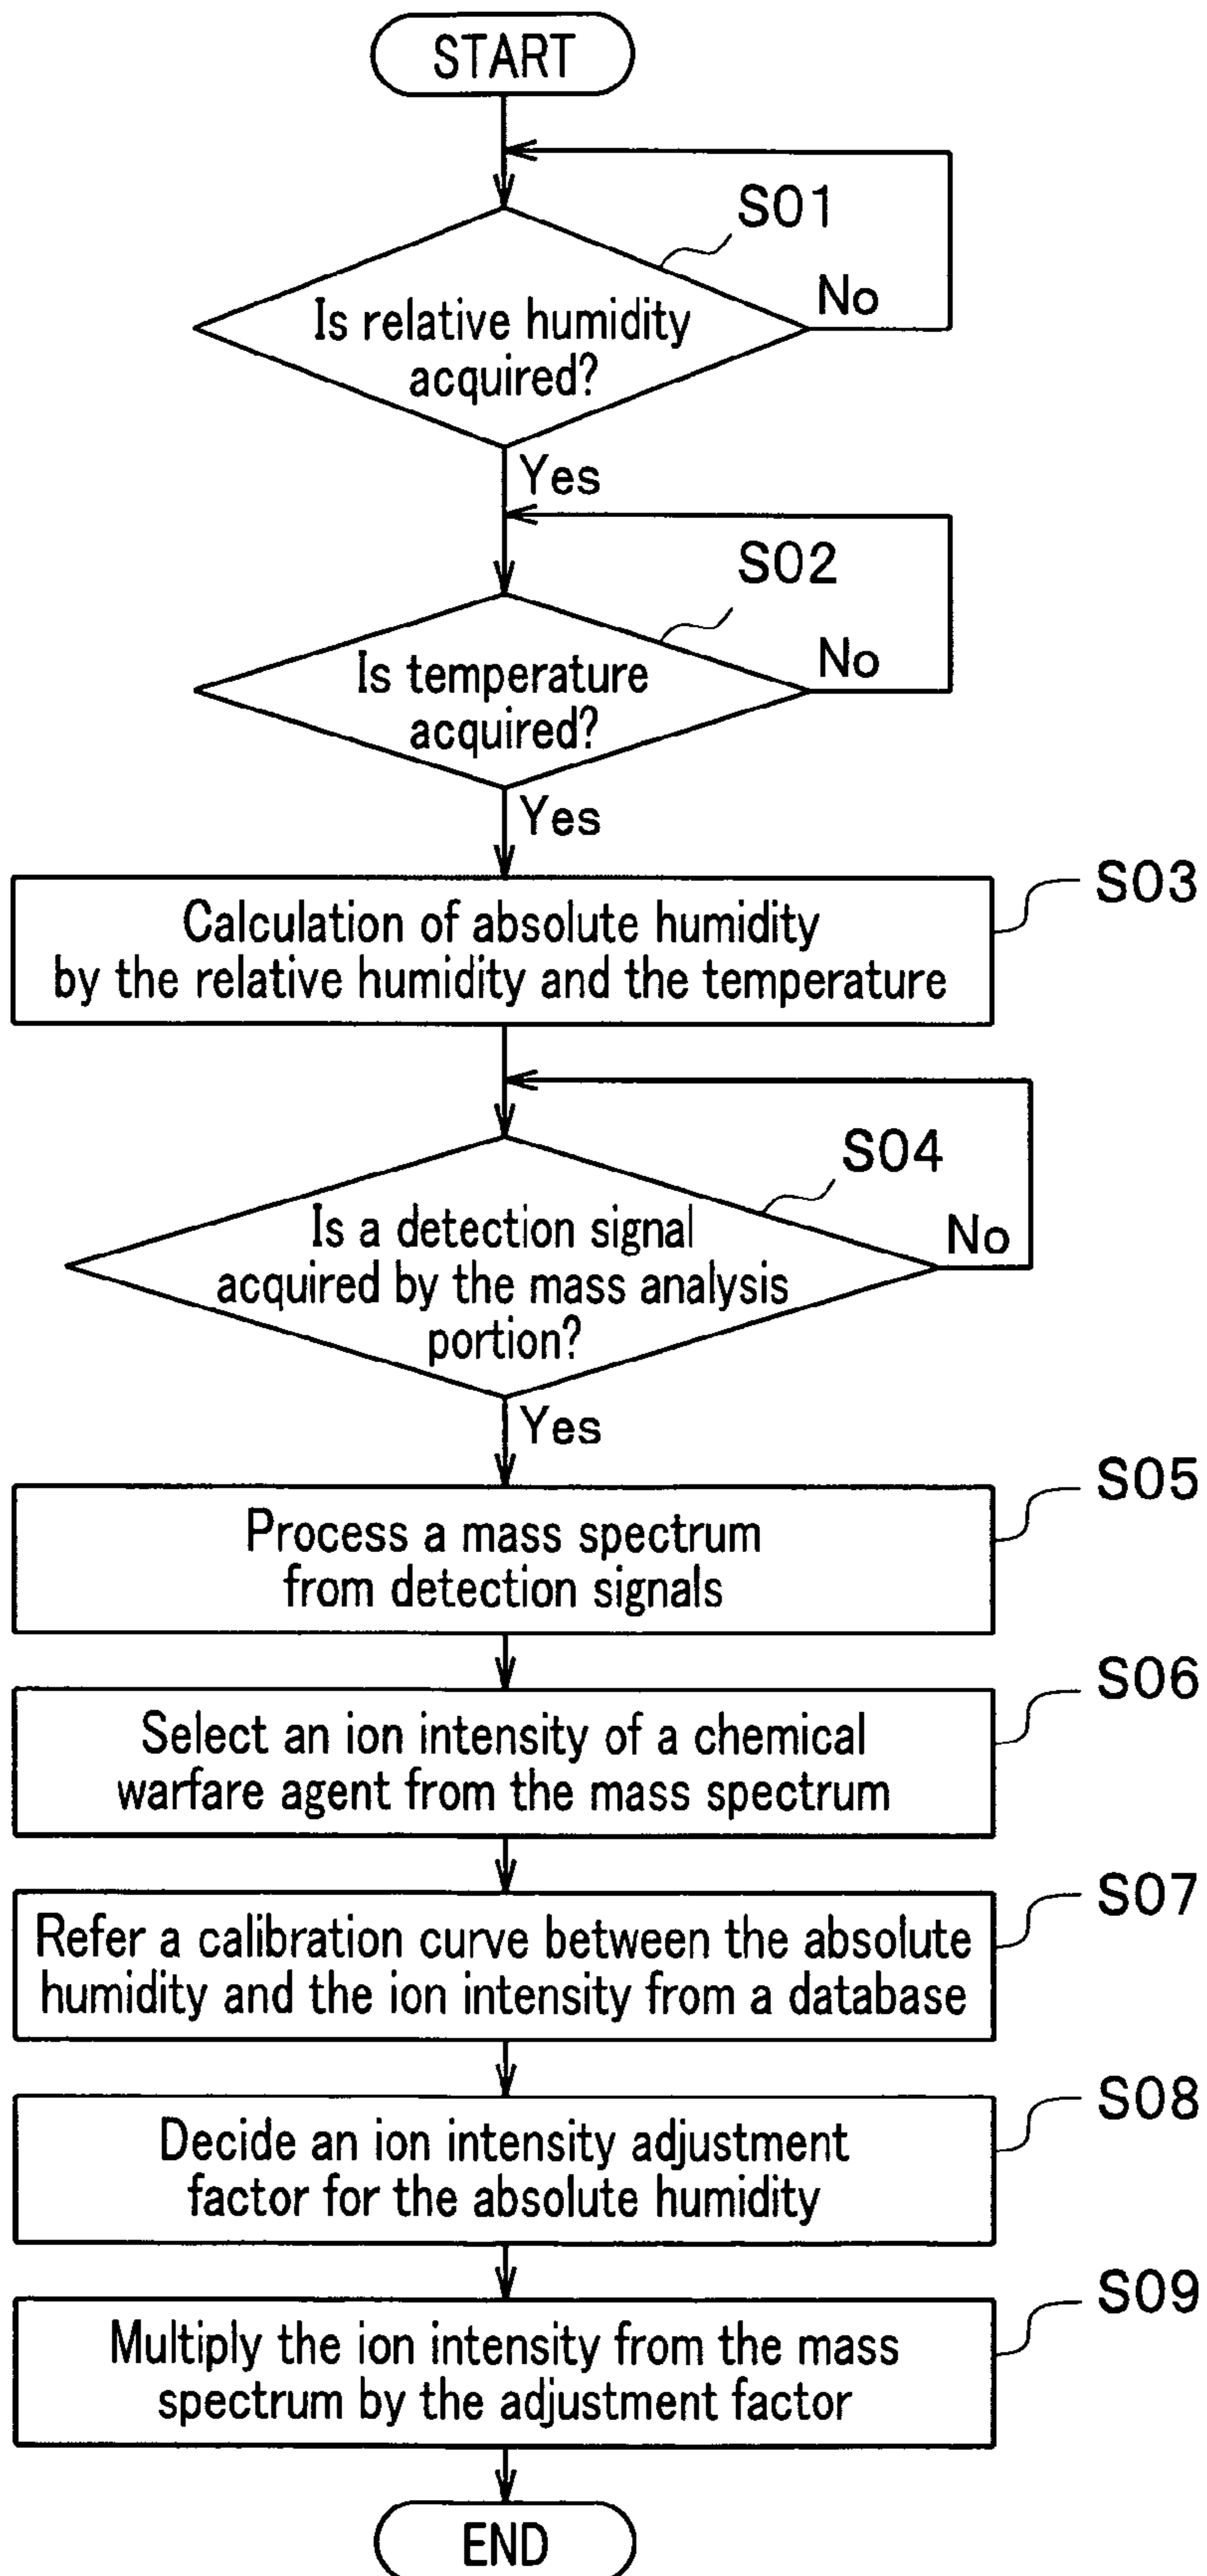 START
S01
Is relative humidity
acquired?
No
Yes
S02
Is temperature
acquired?
No
Yes
S03
Calculation of absolute humidity
by the relative humidity and the temperature
S04
Is a detection signal
acquired by the mass analysis
portion?
No
Yes
S05
Process a mass spectrum
from detection signals
S06
Select an ion intensity of a chemical
warfare agent from the mass spectrum
S07
Refer a calibration curve between the absolute
humidity and the ion intensity from a database
S08
Decide an ion intensity adjustment
factor for the absolute humidity
S09
Multiply the ion intensity from the mass
spectrum by the adjustment factor
END